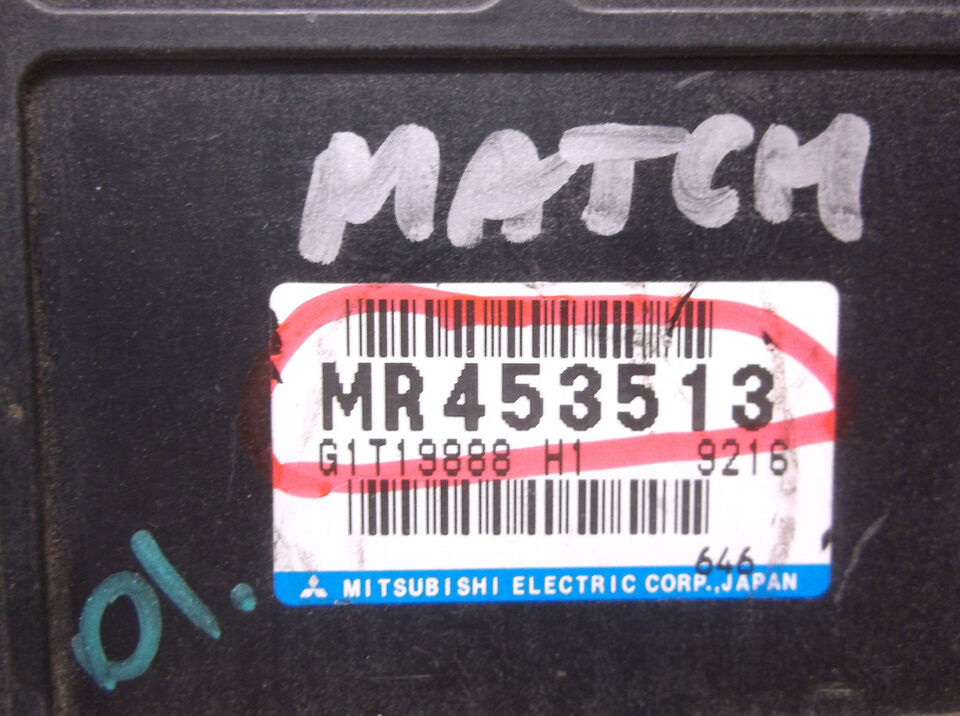 MATCH
MR453513
G1T19888 H1 9216
646
MITSUBISHI ELECTRIC CORP.,JAPAN
01.